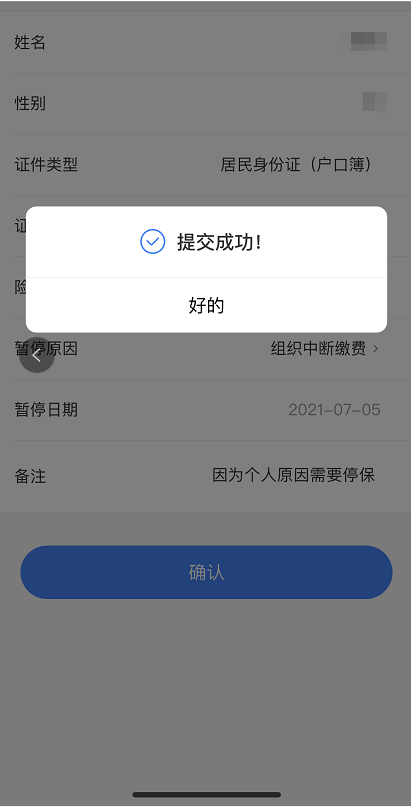 姓名
性别
证件类型 居民身份证（户口簿）
证
提交成功！
险
好的
暂停原因 组织中断缴费
暂停日期 2021-07-05
备注 因为个人原因需要停保
确认